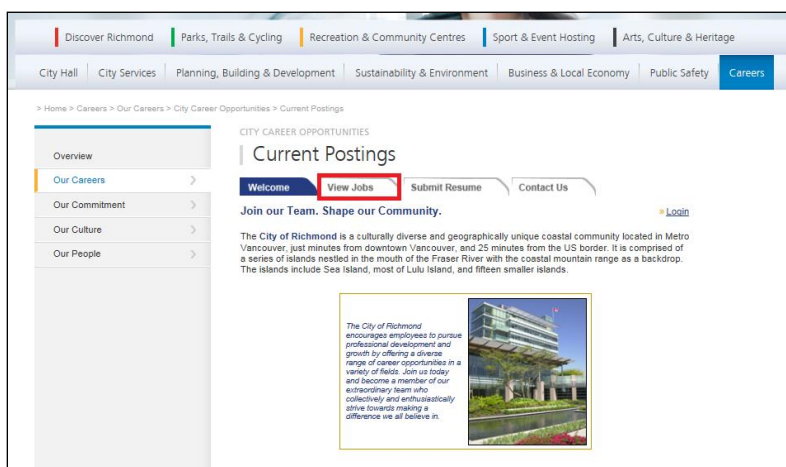 Discover Richmond Parks, Trails & Cycling Recreation & Community Centres Sport & Event Hosting Arts, Culture & Heritage
City Hall City Services Planning, Building & Development Sustainability & Environment Business & Local Economy Public Safety Careers
> Home > Careers > Our Careers > City Career Opportunities > Current Postings
Overview
Our Careers
Our Commitment
Our Culture
Our People
CITY CAREER OPPORTUNITIES
Current Postings
Welcome View Jobs Submit Resume Contact Us
Join our Team. Shape our Community. » Login
The City of Richmond is a culturally diverse and geographically unique coastal community located in Metro
Vancouver, just minutes from downtown Vancouver, and 25 minutes from the US border. It is comprised of
a series of islands nestled in the mouth of the Fraser River with the coastal mountain range as a backdrop.
The islands include Sea Island, most of Lulu Island, and fifteen smaller islands.
The City of Richmond
encourages employees to pursue
professional development and
growth by offering a diverse
range of career opportunities in a
variety of fields. Join us today
and become a member of our
extraordinary team who
collectively and enthusiastically
strive towards making a
difference we all believe in.